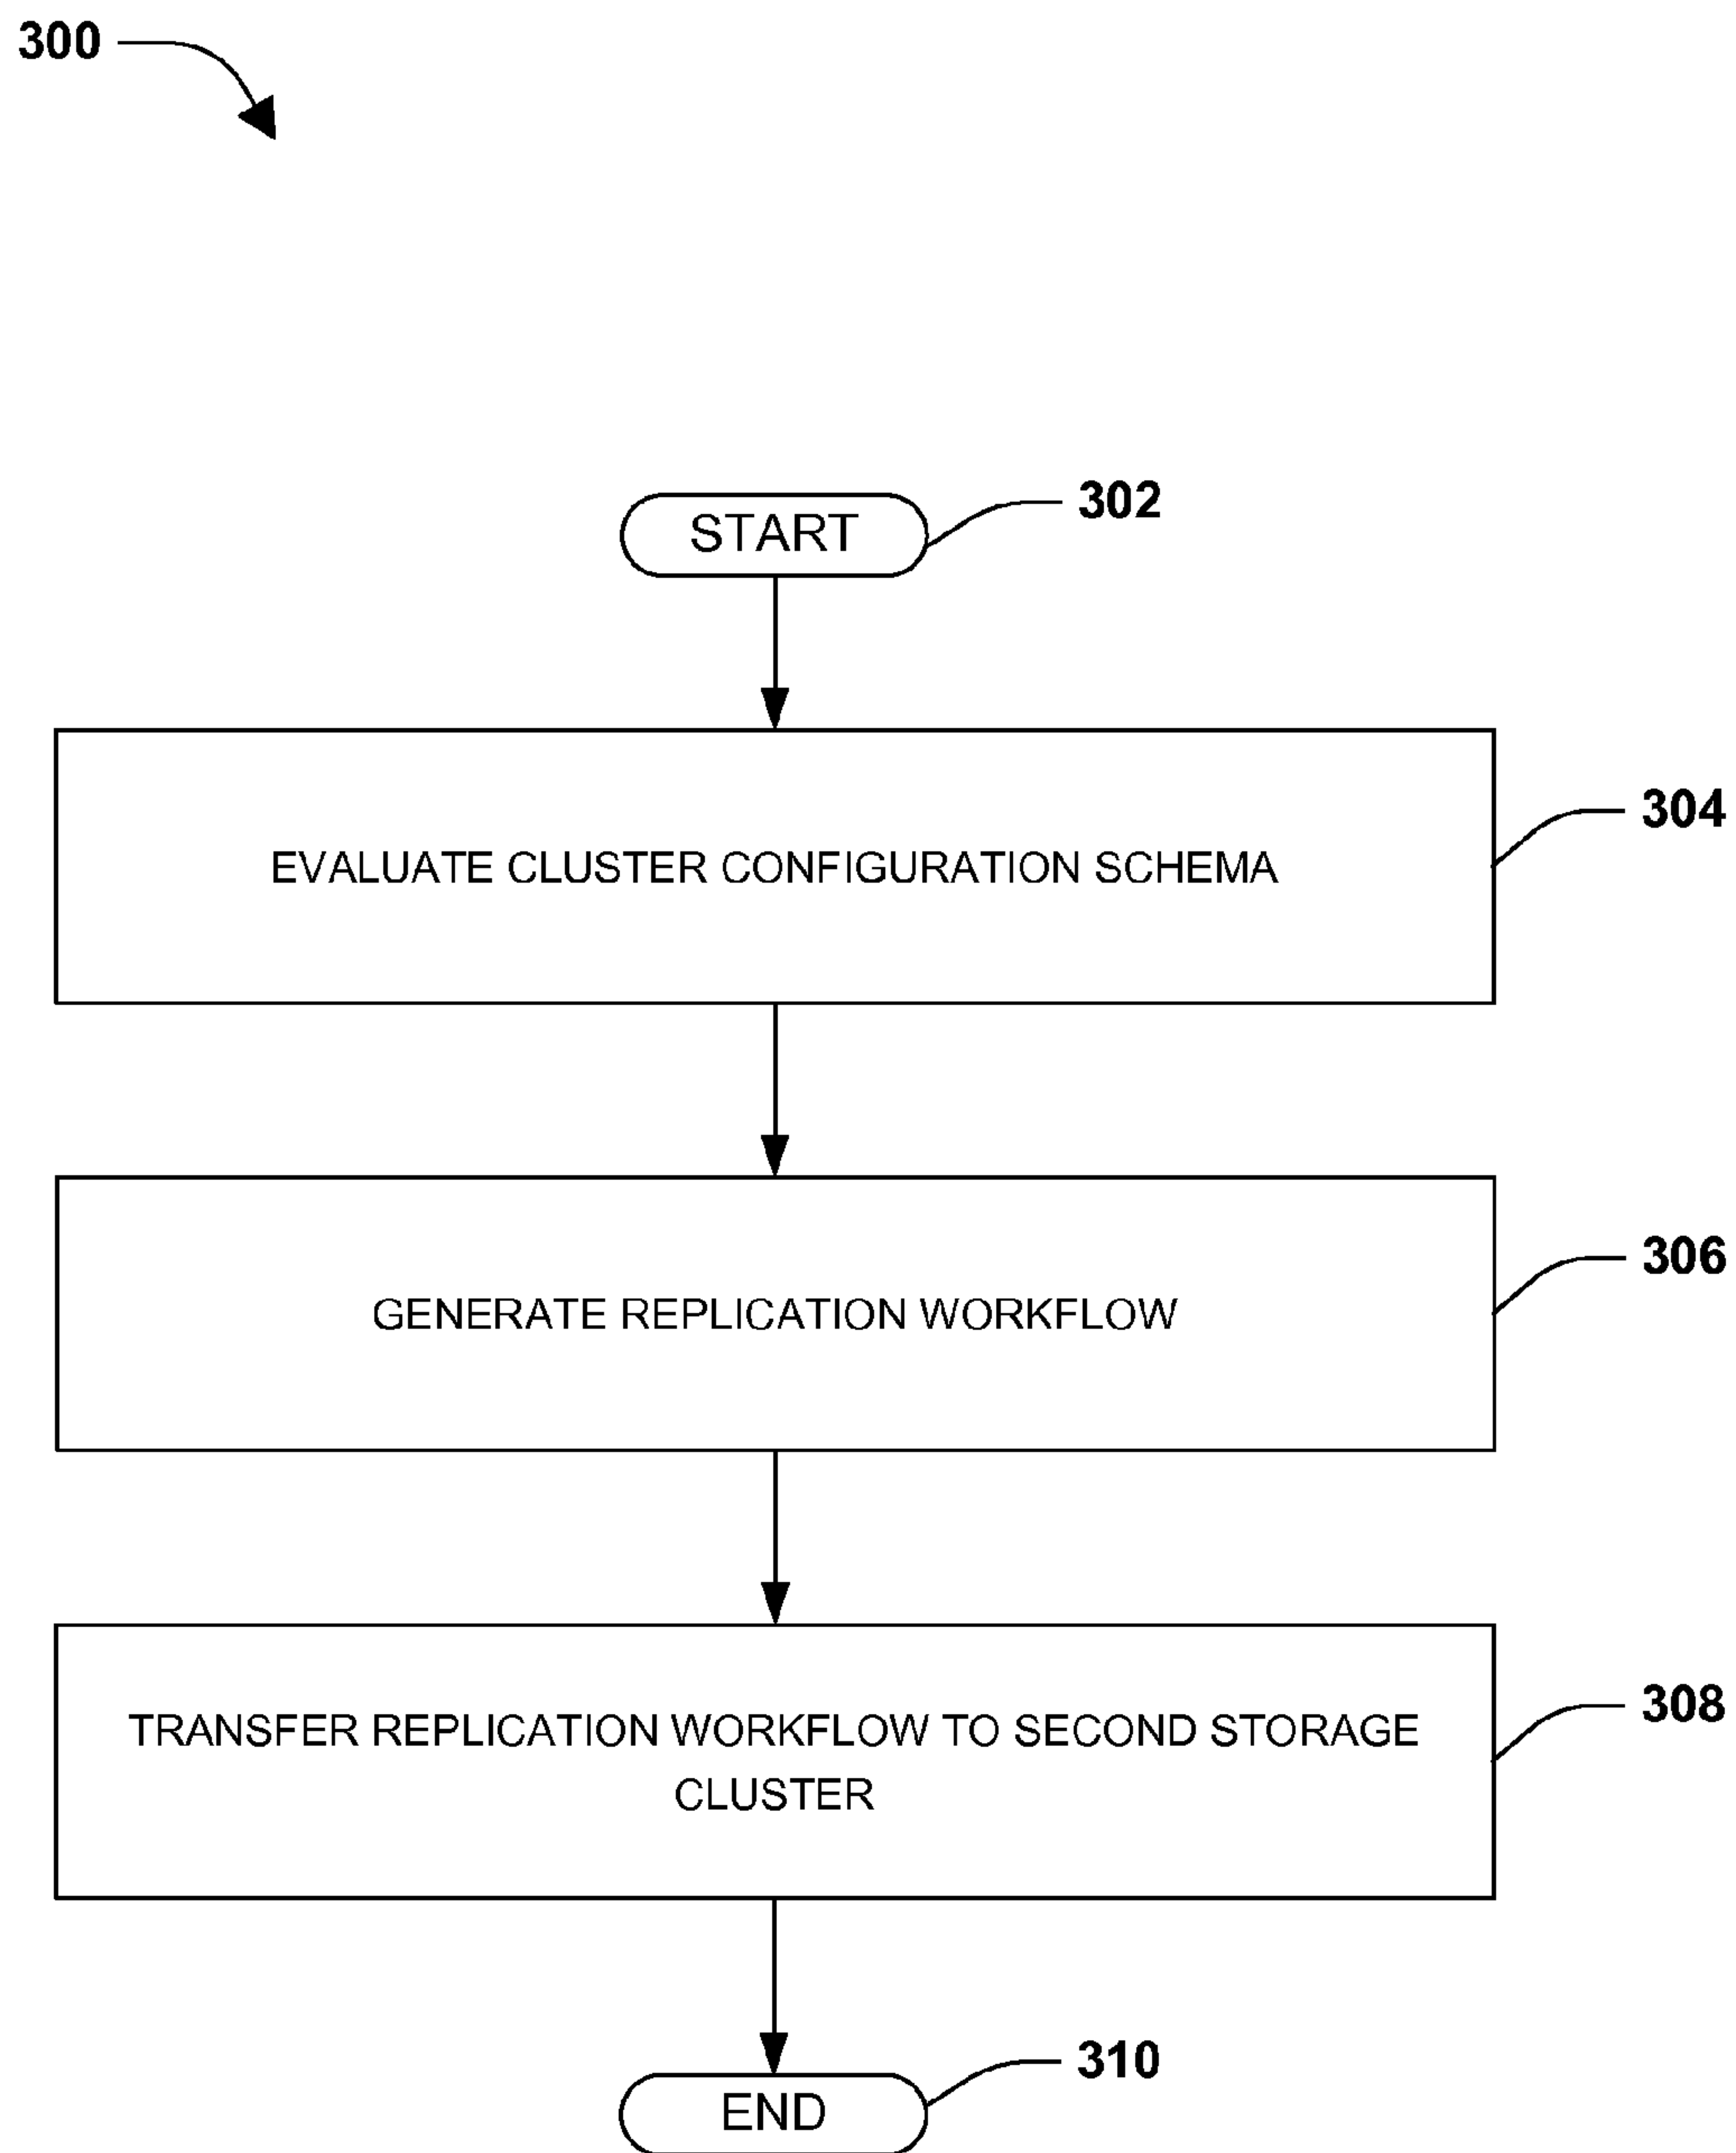 300
START
302
EVALUATE CLUSTER CONFIGURATION SCHEMA
304
GENERATE REPLICATION WORKFLOW
306
TRANSFER REPLICATION WORKFLOW TO SECOND STORAGE
CLUSTER
308
END
310